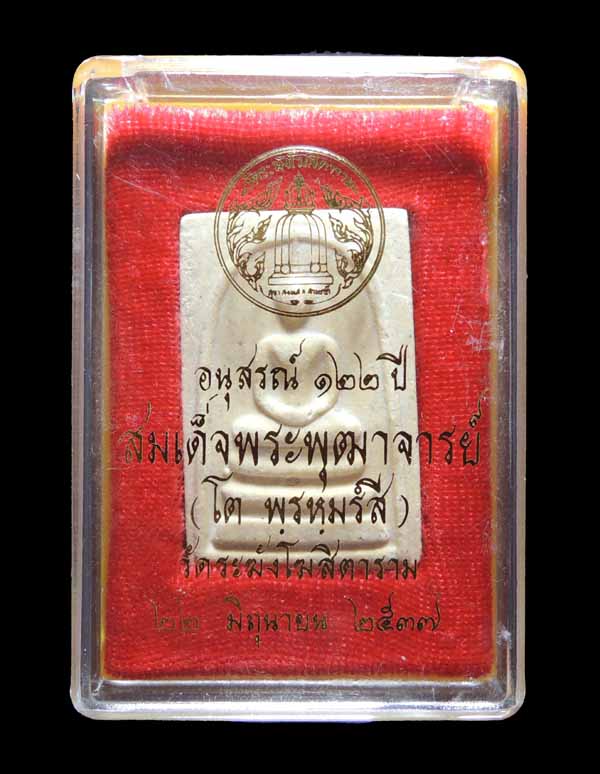 อนุสรณ์ ๑๒๒ ปี
สมเด็จพระพุฒาจารย์
(โต พฺรหฺมรํสี)
วัดระฆังโฆสิตาราม
๒๒ มิถุนายน ๒๕๓๗